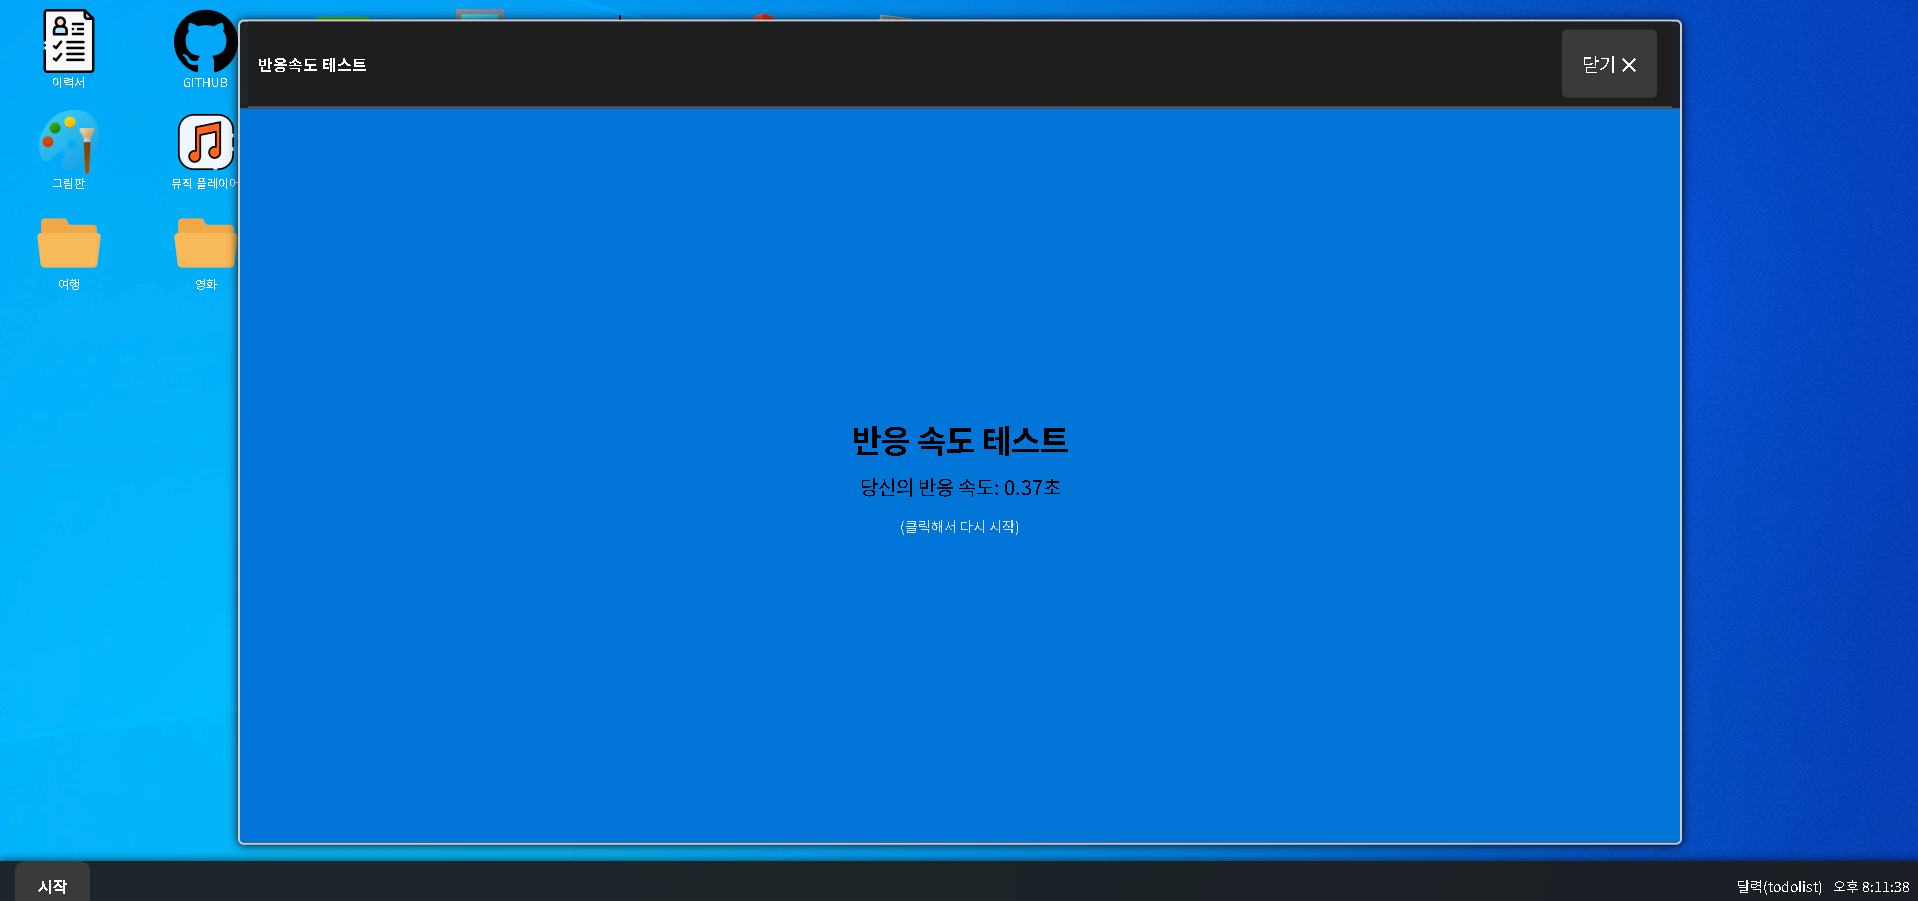 이력서
GITHUB
그림판
뮤직 플레이어
여행
영화
반응속도 테스트
닫기
반응 속도 테스트
당신의 반응 속도: 0.37초
(클릭해서 다시 시작)
시작
달력(todolist) 오후 8:11:38